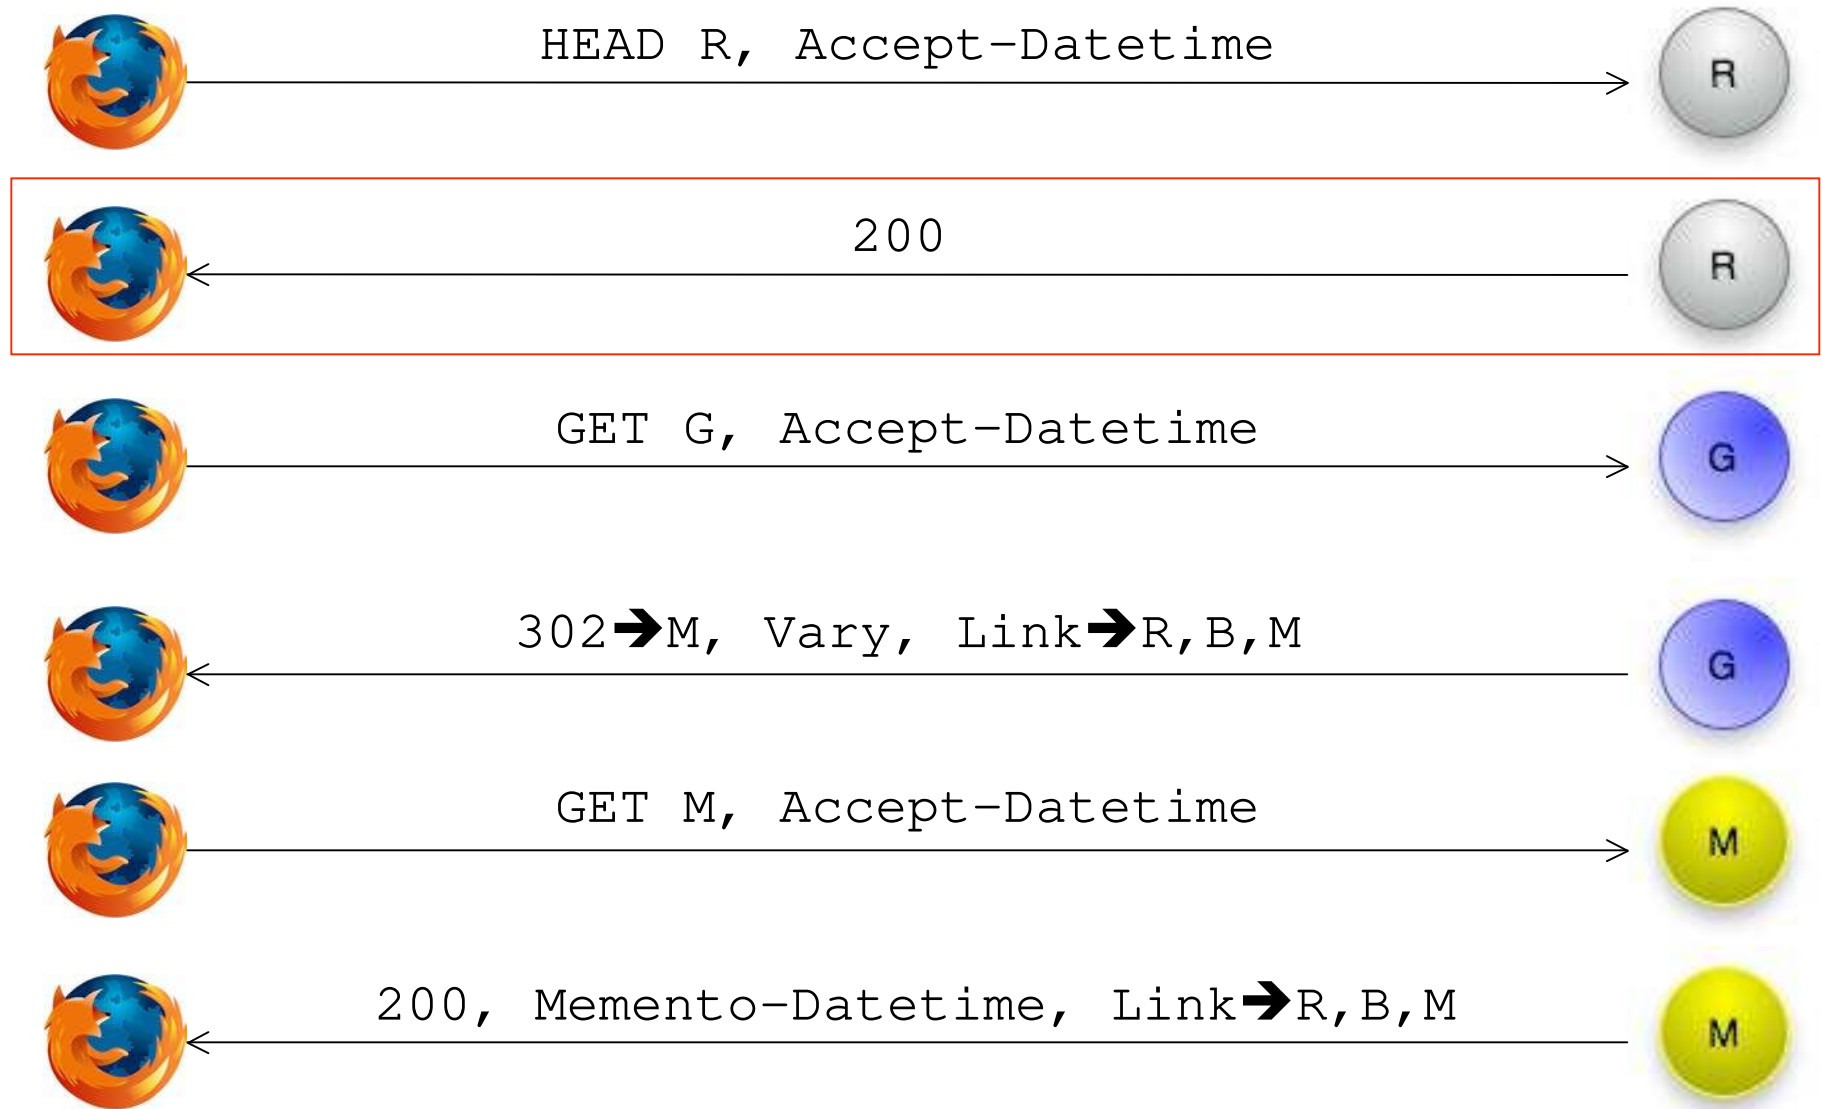 HEAD R, Accept-Datetime
R
200
R
GET G, Accept-Datetime
G
302➔M, Vary, Link➔R,B,M
G
GET M, Accept-Datetime
M
200, Memento-Datetime, Link➔R,B,M
M